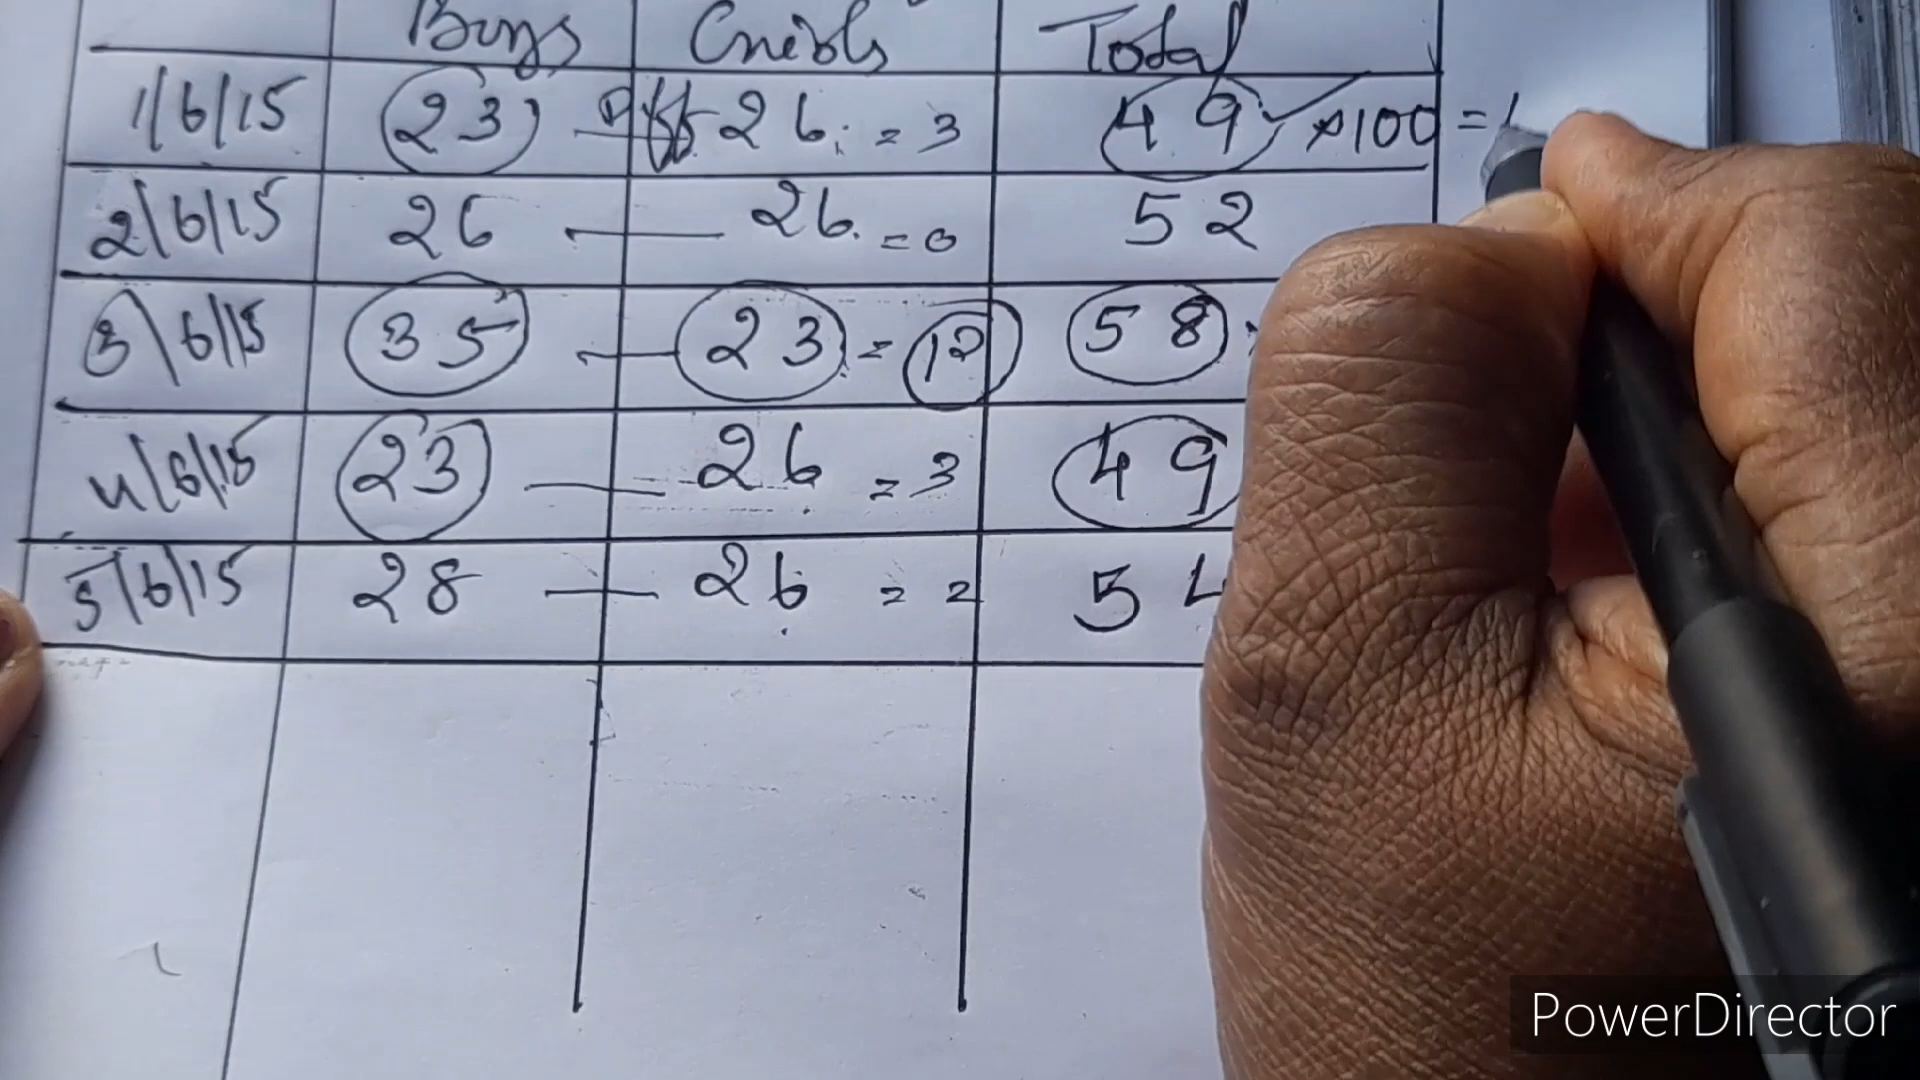 Boys Girls Total
1/6/15 23 Diff 26 = 3 49 ✓ ×100 =
2/6/15 26 — 26 = 0 52
3/6/15 35 — 23 = 12 58
4/6/15 23 — 26 = 3 49
5/6/15 28 — 26 = 2 54
PowerDirector